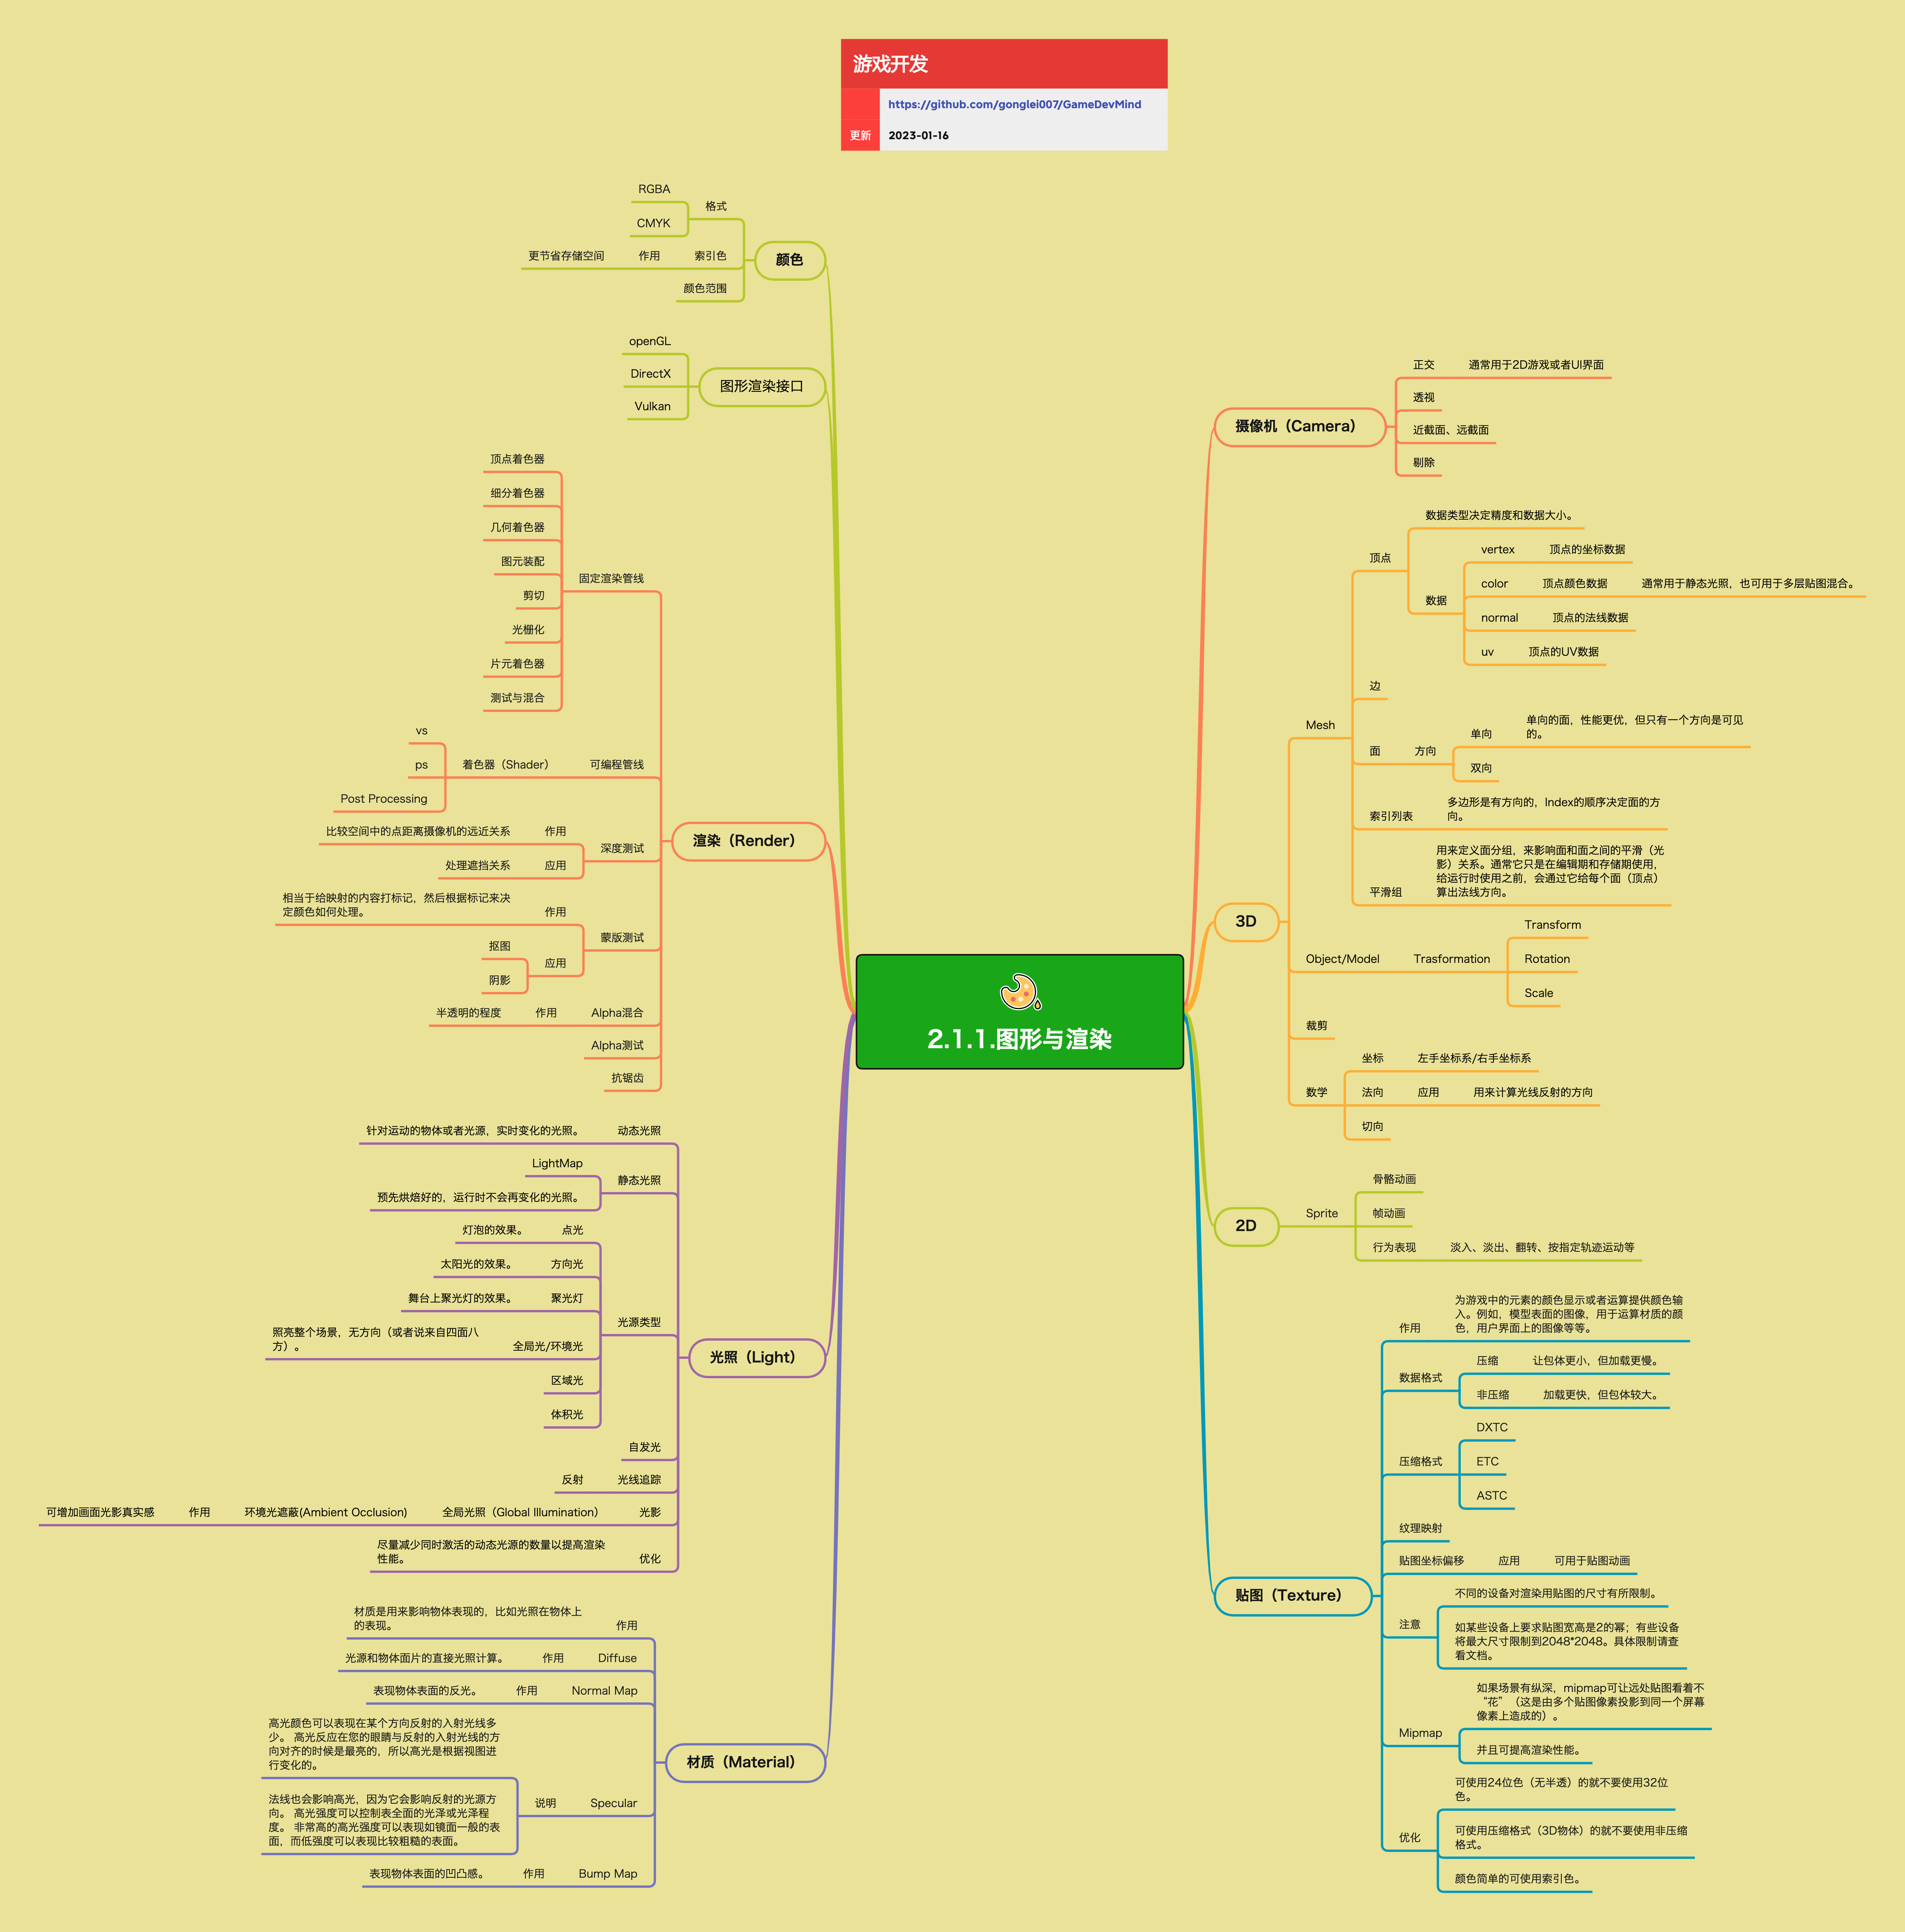 游戏开发
https://github.com/gonglei007/GameDevMind
更新 2023-01-16
2.1.1.图形与渲染
颜色
格式
RGBA
CMYK
索引色 作用 更节省存储空间
颜色范围
图形渲染接口
openGL
DirectX
Vulkan
渲染（Render）
固定渲染管线
顶点着色器
细分着色器
几何着色器
图元装配
剪切
光栅化
片元着色器
测试与混合
可编程管线 着色器（Shader）
vs
ps
Post Processing
深度测试
作用 比较空间中的点距离摄像机的远近关系
应用 处理遮挡关系
蒙版测试
作用
相当于给映射的内容打标记，然后根据标记来决
定颜色如何处理。
应用
抠图
阴影
Alpha混合 作用 半透明的程度
Alpha测试
抗锯齿
光照（Light）
动态光照 针对运动的物体或者光源，实时变化的光照。
静态光照
LightMap
预先烘焙好的，运行时不会再变化的光照。
光源类型
点光 灯泡的效果。
方向光 太阳光的效果。
聚光灯 舞台上聚光灯的效果。
全局光/环境光
照亮整个场景，无方向（或者说来自四面八
方）。
区域光
体积光
自发光
光线追踪 反射
光影 全局光照（Global Illumination） 环境光遮蔽(Ambient Occlusion) 作用 可增加画面光影真实感
优化
尽量减少同时激活的动态光源的数量以提高渲染
性能。
材质（Material）
作用
材质是用来影响物体表现的，比如光照在物体上
的表现。
Diffuse 作用 光源和物体面片的直接光照计算。
Normal Map 作用 表现物体表面的反光。
Specular 说明
高光颜色可以表现在某个方向反射的入射光线多
少。 高光反应在您的眼睛与反射的入射光线的方
向对齐的时候是最亮的，所以高光是根据视图进
行变化的。
法线也会影响高光，因为它会影响反射的光源方
向。 高光强度可以控制表全面的光泽或光泽程
度。 非常高的高光强度可以表现如镜面一般的表
面，而低强度可以表现比较粗糙的表面。
Bump Map 作用 表现物体表面的凹凸感。
摄像机（Camera）
正交 通常用于2D游戏或者UI界面
透视
近截面、远截面
剔除
3D
Mesh
顶点
数据类型决定精度和数据大小。
数据
vertex 顶点的坐标数据
color 顶点颜色数据 通常用于静态光照，也可用于多层贴图混合。
normal 顶点的法线数据
uv 顶点的UV数据
边
面 方向
单向
单向的面，性能更优，但只有一个方向是可见
的。
双向
索引列表
多边形是有方向的，Index的顺序决定面的方
向。
平滑组
用来定义面分组，来影响面和面之间的平滑（光
影）关系。通常它只是在编辑期和存储期使用，
给运行时使用之前，会通过它给每个面（顶点）
算出法线方向。
Object/Model Trasformation
Transform
Rotation
Scale
裁剪
数学
坐标 左手坐标系/右手坐标系
法向 应用 用来计算光线反射的方向
切向
2D
Sprite
骨骼动画
帧动画
行为表现 淡入、淡出、翻转、按指定轨迹运动等
贴图（Texture）
作用
为游戏中的元素的颜色显示或者运算提供颜色输
入。例如，模型表面的图像，用于运算材质的颜
色，用户界面上的图像等等。
数据格式
压缩 让包体更小，但加载更慢。
非压缩 加载更快，但包体较大。
压缩格式
DXTC
ETC
ASTC
纹理映射
贴图坐标偏移 应用 可用于贴图动画
注意
不同的设备对渲染用贴图的尺寸有所限制。
如某些设备上要求贴图宽高是2的幂；有些设备
将最大尺寸限制到2048*2048。具体限制请查
看文档。
Mipmap
如果场景有纵深，mipmap可让远处贴图看着不
“花”（这是由多个贴图像素投影到同一个屏幕
像素上造成的）。
并且可提高渲染性能。
优化
可使用24位色（无半透）的就不要使用32位
色。
可使用压缩格式（3D物体）的就不要使用非压缩
格式。
颜色简单的可使用索引色。